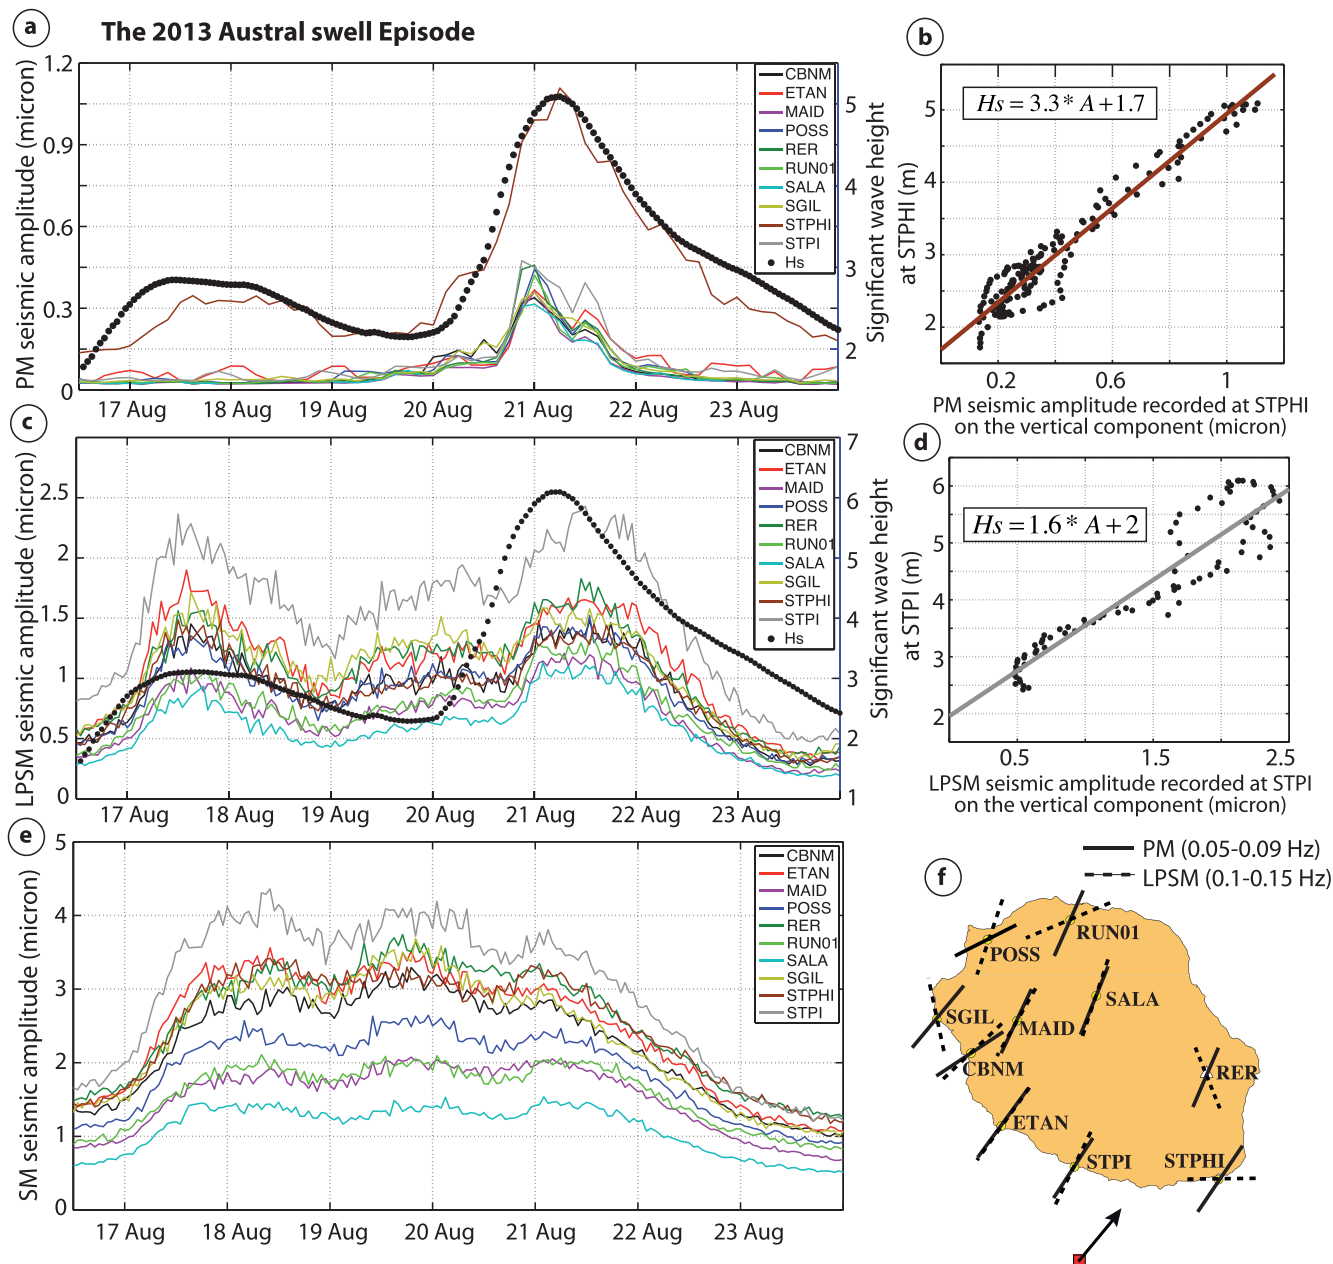 a
The 2013 Austral swell Episode
PM seismic amplitude (micron)
1.2
0.9
0.6
0.3
0
17 Aug 18 Aug 19 Aug 20 Aug 21 Aug 22 Aug 23 Aug
CBNM
ETAN
MAID
POSS
RER
RUN01
SALA
SGIL
STPHI
STPI
Hs
5
4
3
2
Significant wave height
b
Hs = 3.3* A+1.7
at STPHI (m)
5
4
3
2
0.2 0.6 1
PM seismic amplitude recorded at STPHI
on the vertical component (micron)
c
LPSM seismic amplitude (micron)
2.5
2
1.5
1
0.5
0
17 Aug 18 Aug 19 Aug 20 Aug 21 Aug 22 Aug 23 Aug
CBNM
ETAN
MAID
POSS
RER
RUN01
SALA
SGIL
STPHI
STPI
Hs
7
6
5
4
3
2
1
Significant wave height
d
Hs = 1.6* A+2
at STPI (m)
6
5
4
3
2
0.5 1.5 2.5
LPSM seismic amplitude recorded at STPI
on the vertical component (micron)
e
SM seismic amplitude (micron)
5
4
3
2
1
0
17 Aug 18 Aug 19 Aug 20 Aug 21 Aug 22 Aug 23 Aug
CBNM
ETAN
MAID
POSS
RER
RUN01
SALA
SGIL
STPHI
STPI
f
PM (0.05-0.09 Hz)
LPSM (0.1-0.15 Hz)
RUN01
POSS
SALA
SGIL
MAID
CBNM
RER
ETAN
STPI
STPHI